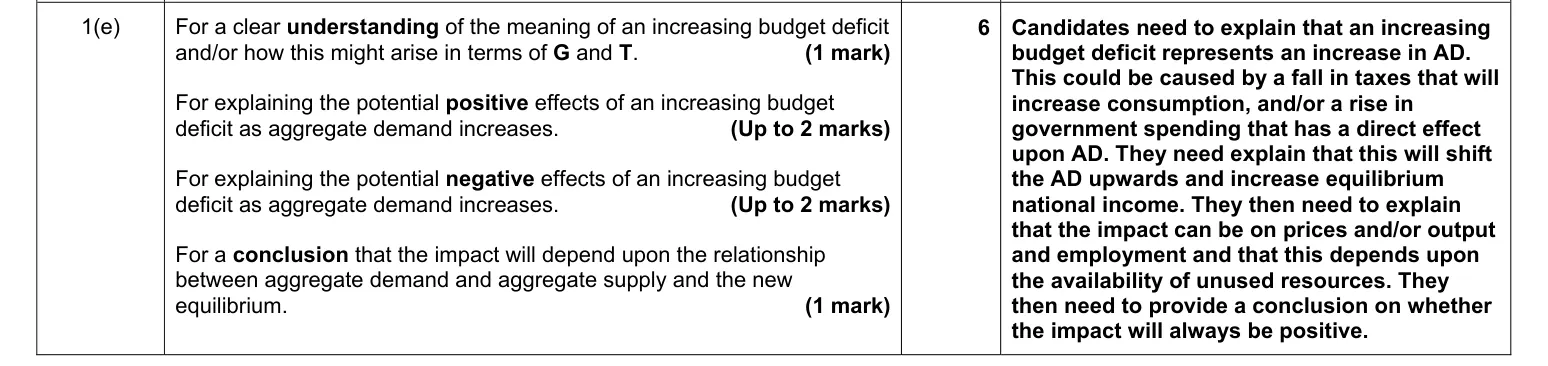 1(e)
For a clear understanding of the meaning of an increasing budget deficit
and/or how this might arise in terms of G and T. (1 mark)
For explaining the potential positive effects of an increasing budget
deficit as aggregate demand increases. (Up to 2 marks)
For explaining the potential negative effects of an increasing budget
deficit as aggregate demand increases. (Up to 2 marks)
For a conclusion that the impact will depend upon the relationship
between aggregate demand and aggregate supply and the new
equilibrium. (1 mark)
6
Candidates need to explain that an increasing
budget deficit represents an increase in AD.
This could be caused by a fall in taxes that will
increase consumption, and/or a rise in
government spending that has a direct effect
upon AD. They need explain that this will shift
the AD upwards and increase equilibrium
national income. They then need to explain
that the impact can be on prices and/or output
and employment and that this depends upon
the availability of unused resources. They
then need to provide a conclusion on whether
the impact will always be positive.